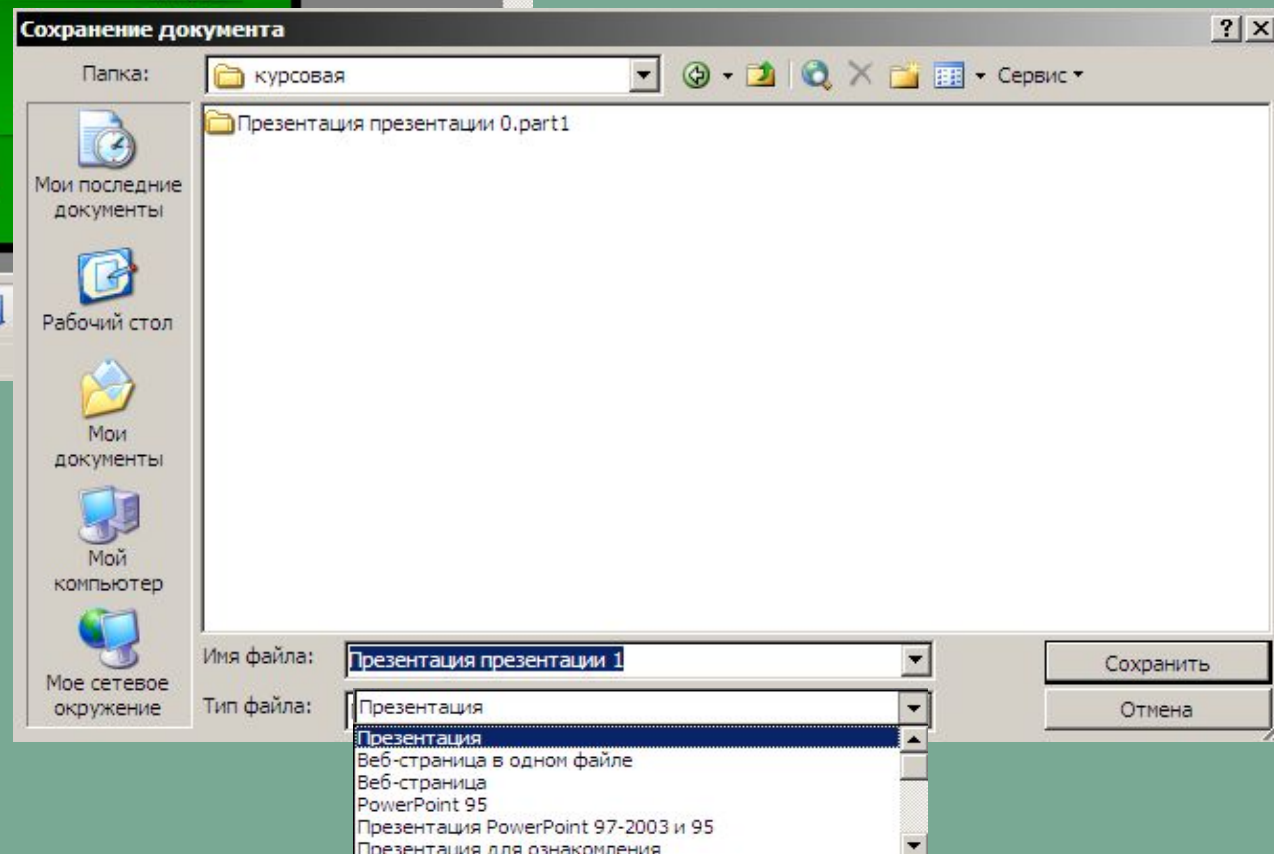 Сохранение документа
Папка:
курсовая
Сервис
Презентация презентации 0.part1
Мои последние
документы
Рабочий стол
Мои
документы
Мой
компьютер
Мое сетевое
окружение
Имя файла:
Презентация презентации 1
Сохранить
Тип файла:
Презентация
Отмена
Презентация
Веб-страница в одном файле
Веб-страница
PowerPoint 95
Презентация PowerPoint 97-2003 и 95
Презентация для ознакомления